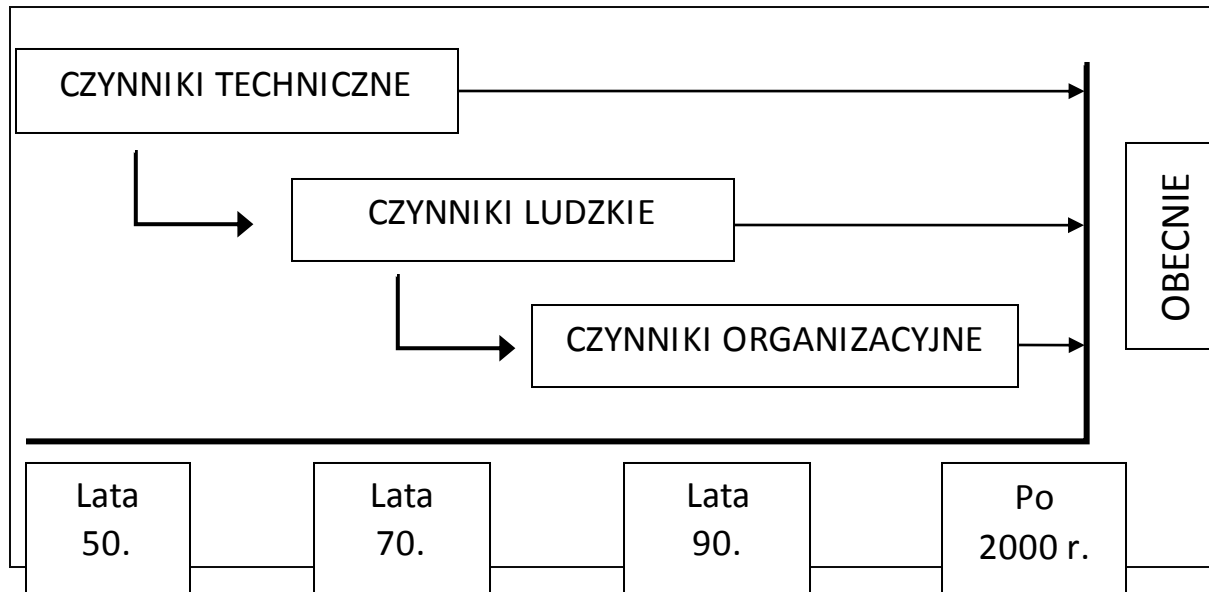 CZYNNIKI TECHNICZNE
CZYNNIKI LUDZKIE
CZYNNIKI ORGANIZACYJNE
OBECNIE
Lata
50.
Lata
70.
Lata
90.
Po
2000 r.